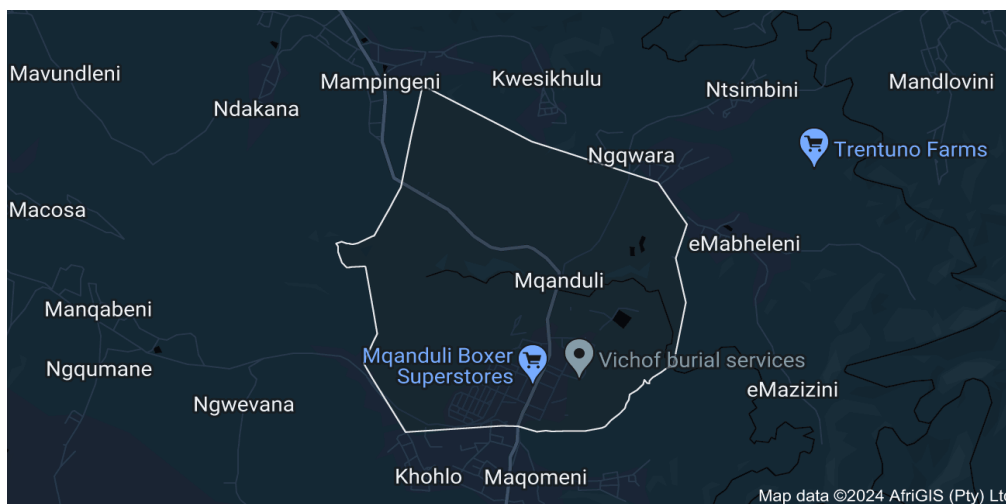 Mavundleni
Mampingeni
Kwesikhulu
Ntsimbini
Mandlovini
Ndakana
Ngqwara
Trentuno Farms
Macosa
eMabheleni
Mqanduli
Manqabeni
Mqanduli Boxer
Superstores
Vichof burial services
Ngqumane
eMazizini
Ngwevana
Khohlo
Maqomeni
Map data ©2024 AfriGIS (Pty) Lt